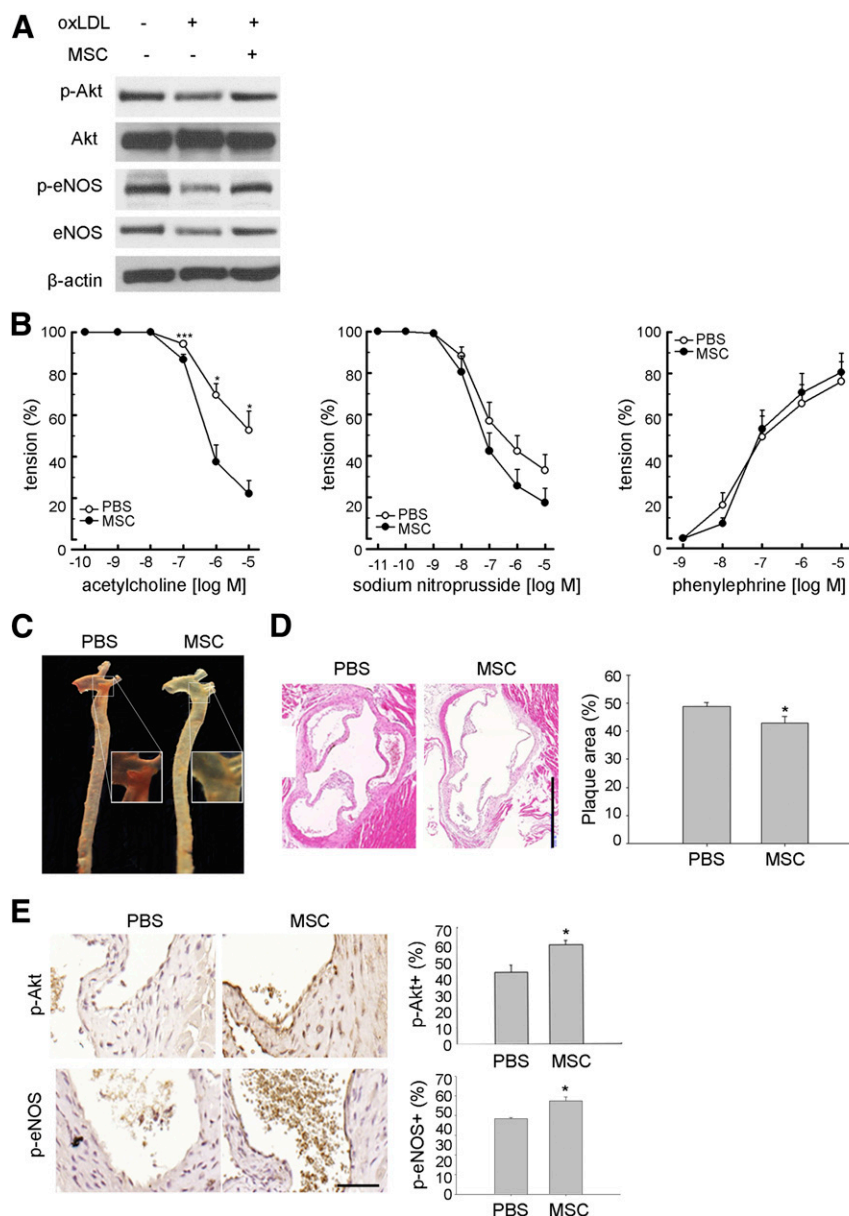 A
oxLDL - + +
MSC - - +
p-Akt
Akt
p-eNOS
eNOS
β-actin
B
100
80
60
40
20
0
tension (%)
***
*
*
PBS
MSC
-10 -9 -8 -7 -6 -5
acetylcholine [log M]
100
80
60
40
20
0
tension (%)
PBS
MSC
-11 -10 -9 -8 -7 -6 -5
sodium nitroprusside [log M]
100
80
60
40
20
0
tension (%)
PBS
MSC
-9 -8 -7 -6 -5
phenylephrine [log M]
C
PBS MSC
D
PBS MSC
60
50
40
30
20
10
0
Plaque area (%)
*
PBS MSC
E
PBS MSC
p-Akt
p-eNOS
70
60
50
40
30
20
10
0
p-Akt+ (%)
*
PBS MSC
70
60
50
40
30
20
10
0
p-eNOS+ (%)
*
PBS MSC